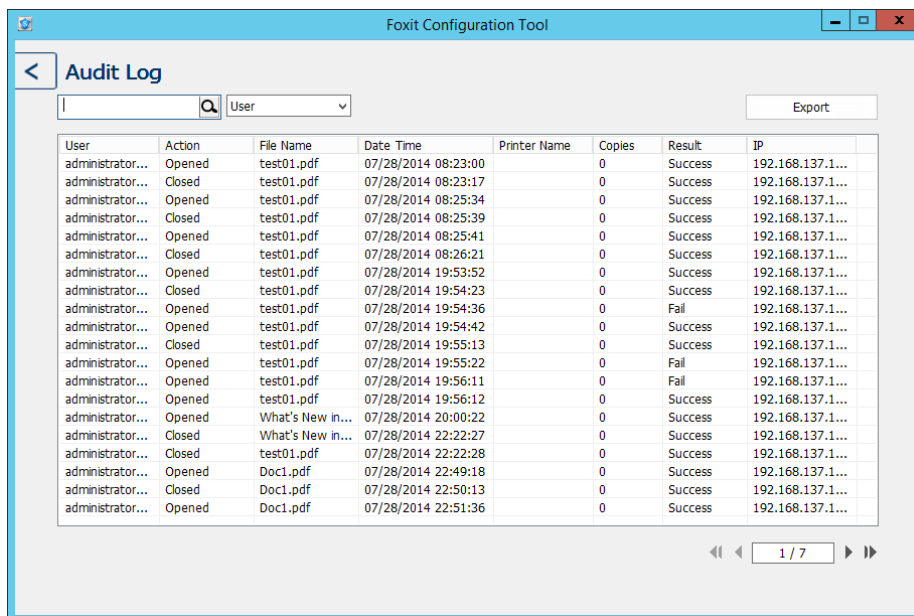 Foxit Configuration Tool
Audit Log
User
Export
User Action File Name Date Time Printer Name Copies Result IP
administrator... Opened test01.pdf 07/28/2014 08:23:00 0 Success 192.168.137.1...
administrator... Closed test01.pdf 07/28/2014 08:23:17 0 Success 192.168.137.1...
administrator... Opened test01.pdf 07/28/2014 08:25:34 0 Success 192.168.137.1...
administrator... Closed test01.pdf 07/28/2014 08:25:39 0 Success 192.168.137.1...
administrator... Opened test01.pdf 07/28/2014 08:25:41 0 Success 192.168.137.1...
administrator... Closed test01.pdf 07/28/2014 08:26:21 0 Success 192.168.137.1...
administrator... Opened test01.pdf 07/28/2014 19:53:52 0 Success 192.168.137.1...
administrator... Closed test01.pdf 07/28/2014 19:54:23 0 Success 192.168.137.1...
administrator... Opened test01.pdf 07/28/2014 19:54:36 0 Fail 192.168.137.1...
administrator... Opened test01.pdf 07/28/2014 19:54:42 0 Success 192.168.137.1...
administrator... Closed test01.pdf 07/28/2014 19:55:13 0 Success 192.168.137.1...
administrator... Opened test01.pdf 07/28/2014 19:55:22 0 Fail 192.168.137.1...
administrator... Opened test01.pdf 07/28/2014 19:56:11 0 Fail 192.168.137.1...
administrator... Opened test01.pdf 07/28/2014 19:56:12 0 Success 192.168.137.1...
administrator... Opened What's New in... 07/28/2014 20:00:22 0 Success 192.168.137.1...
administrator... Closed What's New in... 07/28/2014 22:22:27 0 Success 192.168.137.1...
administrator... Closed test01.pdf 07/28/2014 22:22:28 0 Success 192.168.137.1...
administrator... Opened Doc1.pdf 07/28/2014 22:49:18 0 Success 192.168.137.1...
administrator... Closed Doc1.pdf 07/28/2014 22:50:13 0 Success 192.168.137.1...
administrator... Opened Doc1.pdf 07/28/2014 22:51:36 0 Success 192.168.137.1...
1 / 7